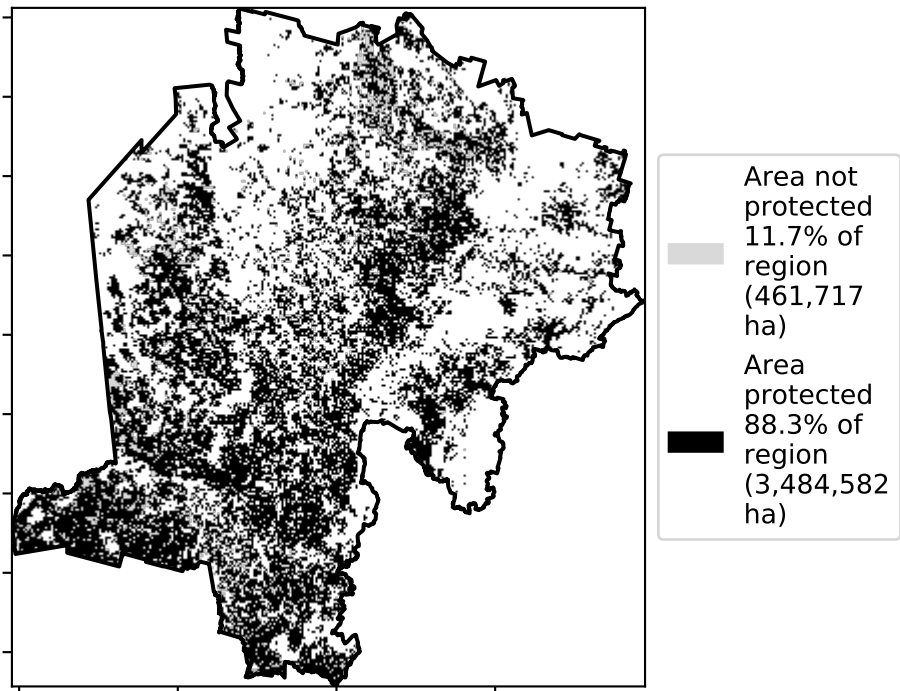 Area not
protected
11.7% of
region
(461,717
ha)
Area
protected
88.3% of
region
(3,484,582
ha)